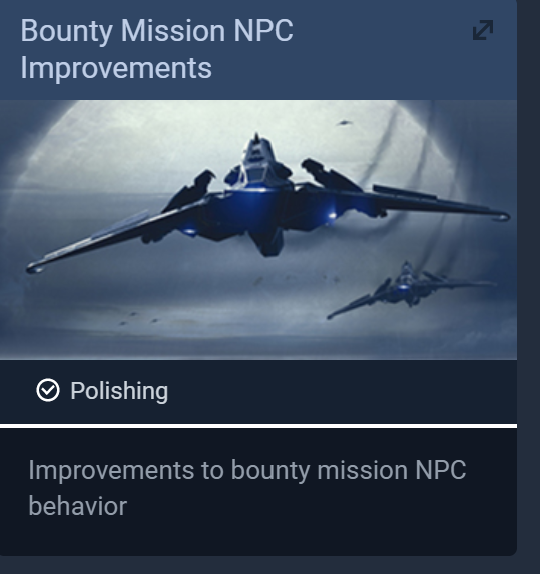 Bounty Mission NPC
Improvements
Polishing
Improvements to bounty mission NPC
behavior